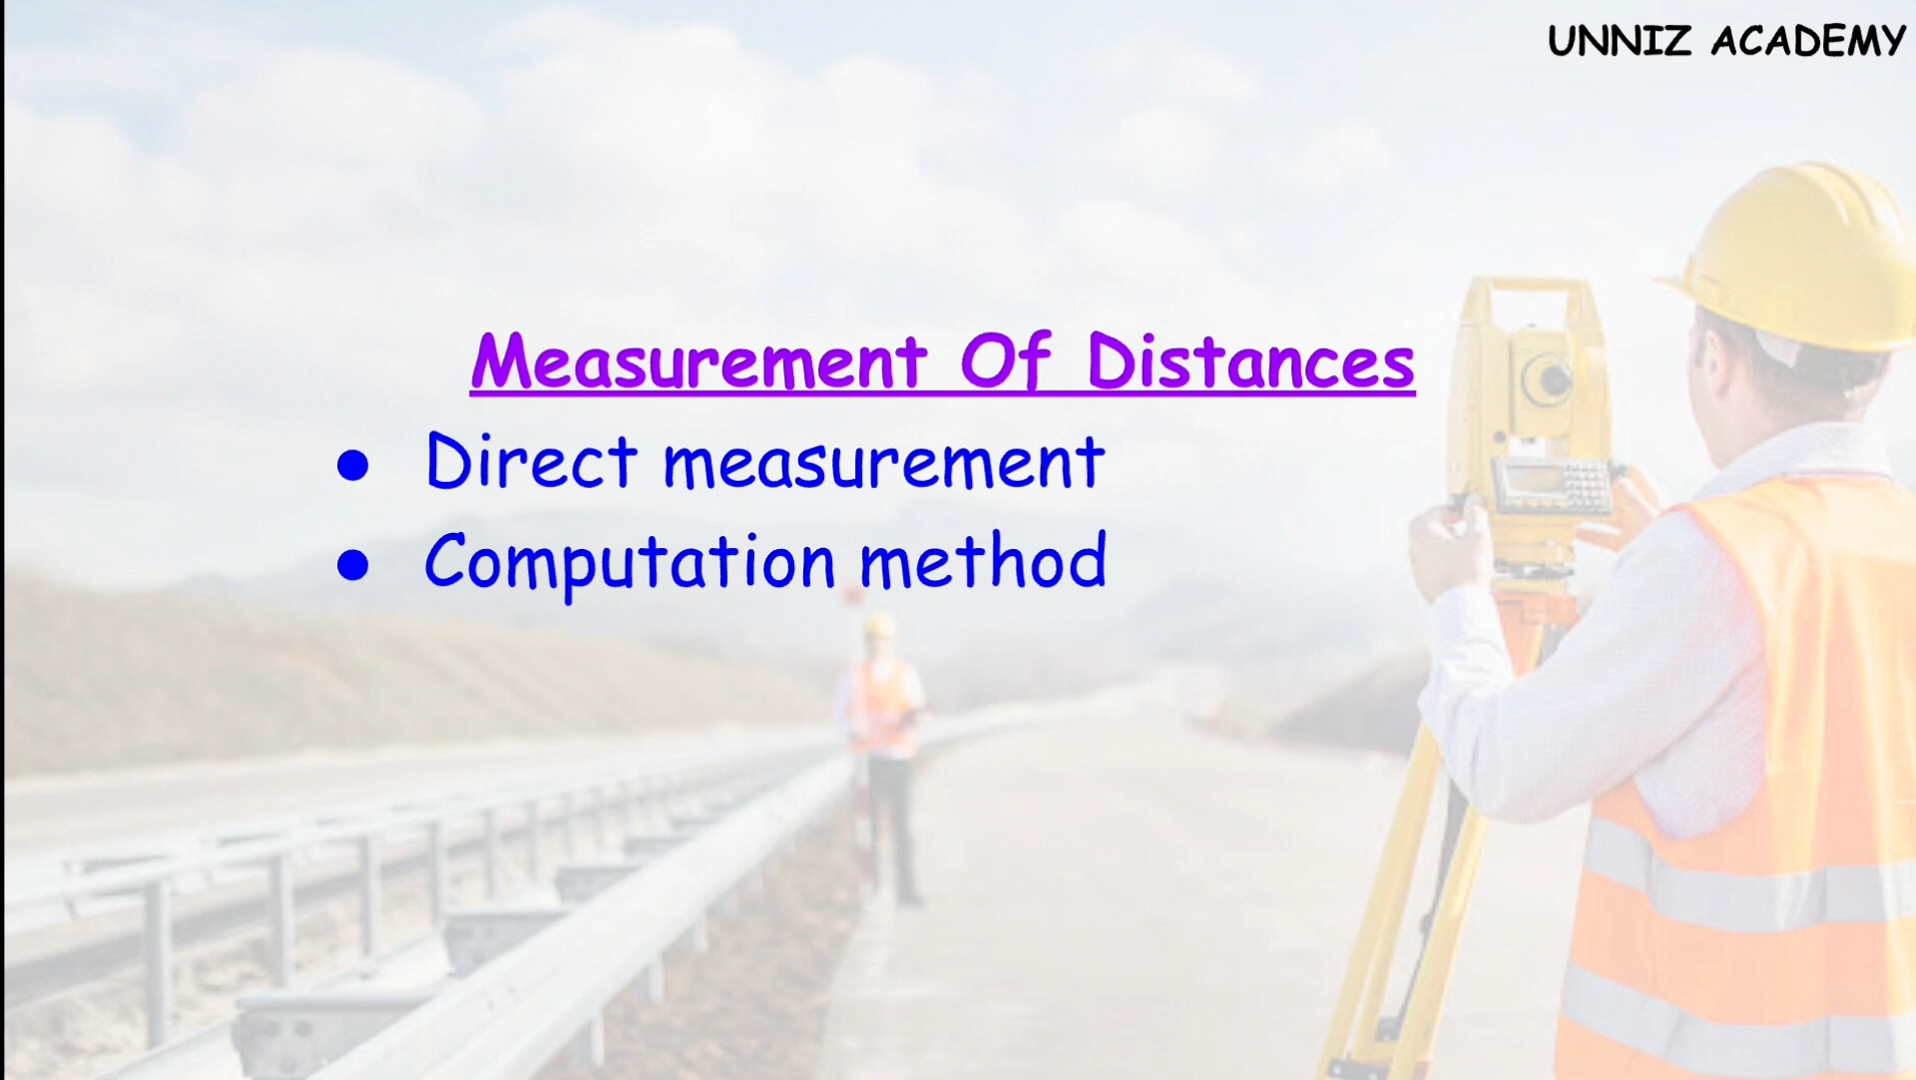 UNNIZ ACADEMY
Measurement Of Distances
● Direct measurement
● Computation method